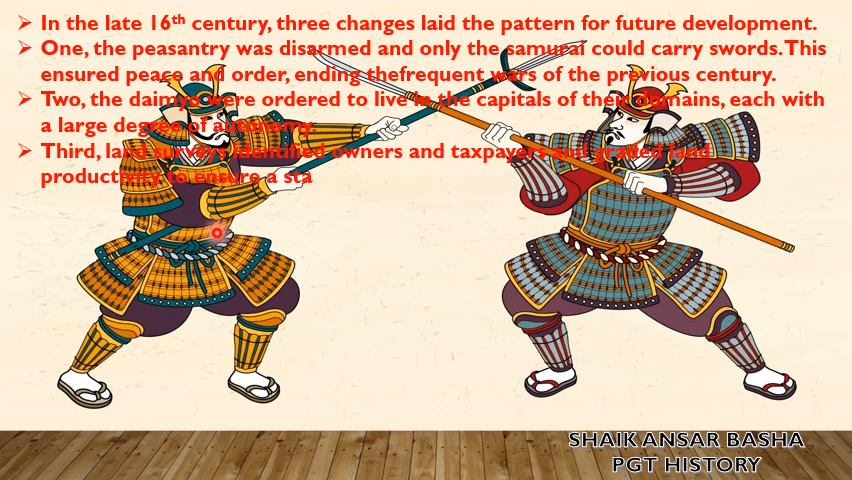 ➤ In the late 16th century, three changes laid the pattern for future development.
➤ One, the peasantry was disarmed and only the samurai could carry swords. This
ensured peace and order, ending thefrequent wars of the previous century.
➤ Two, the daimyo were ordered to live in the capitals of their domains, each with
a large degree of autonomy.
➤ Third, land surveys identified owners and taxpayers and graded land
productivity to ensure a sta
SHAIK ANSAR BASHA
PGT HISTORY